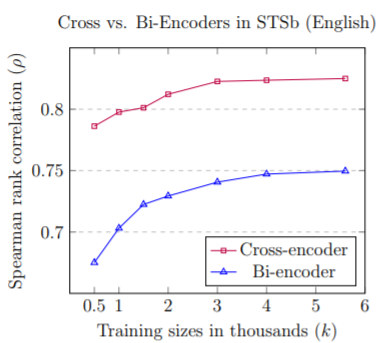 Cross vs. Bi-Encoders in STSb (English)
Spearman rank correlation (ρ)
0.8
0.75
0.7
Cross-encoder
Bi-encoder
0.5 1 2 3 4 5 6
Training sizes in thousands (k)